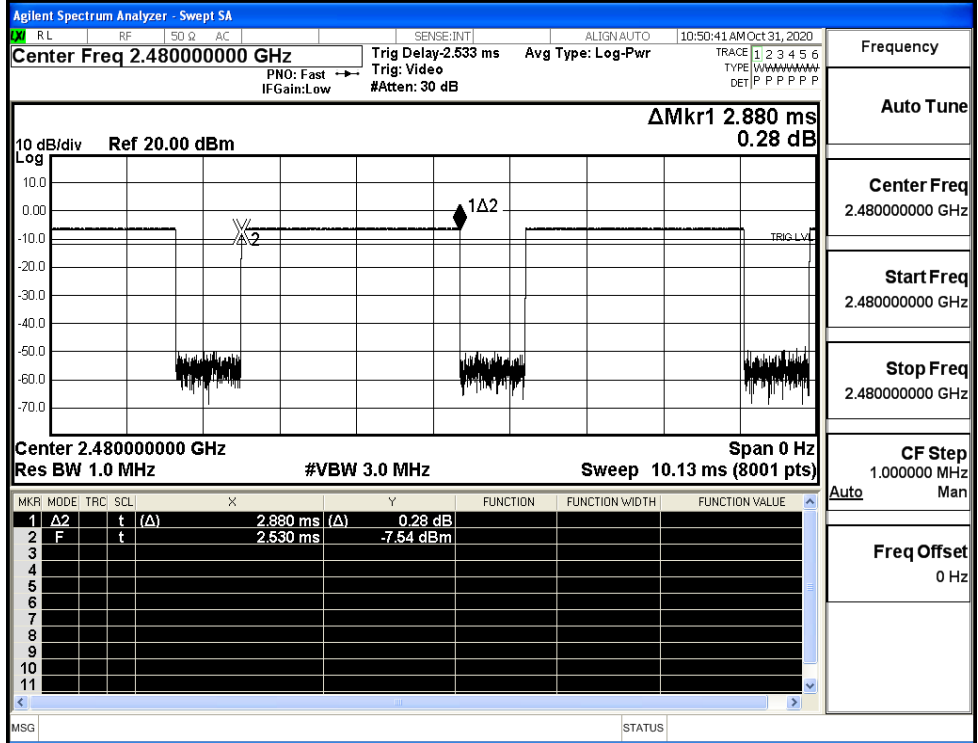 Agilent Spectrum Analyzer - Swept SA
LXI RL RF 50 Ω AC SENSE:INT ALIGN AUTO 10:50:41 AM Oct 31, 2020
Center Freq 2.480000000 GHz
PNO: Fast
IFGain:Low
Trig Delay-2.533 ms
Trig: Video
#Atten: 30 dB
Avg Type: Log-Pwr
TRACE 1 2 3 4 5 6
TYPE WWWWWW
DET P P P P P P
ΔMkr1 2.880 ms
0.28 dB
10 dB/div Ref 20.00 dBm
Log
10.0
0.00
-10.0
-20.0
-30.0
-40.0
-50.0
-60.0
-70.0
1Δ2
2
TRIG LVL
Center 2.480000000 GHz Span 0 Hz
Res BW 1.0 MHz #VBW 3.0 MHz Sweep 10.13 ms (8001 pts)
MKR MODE TRC SCL X Y FUNCTION FUNCTION WIDTH FUNCTION VALUE
1 Δ2 t (Δ) 2.880 ms (Δ) 0.28 dB
2 F t 2.530 ms -7.54 dBm
3
4
5
6
7
8
9
10
11
MSG STATUS
Frequency
Auto Tune
Center Freq
2.480000000 GHz
Start Freq
2.480000000 GHz
Stop Freq
2.480000000 GHz
CF Step
1.000000 MHz
Auto Man
Freq Offset
0 Hz